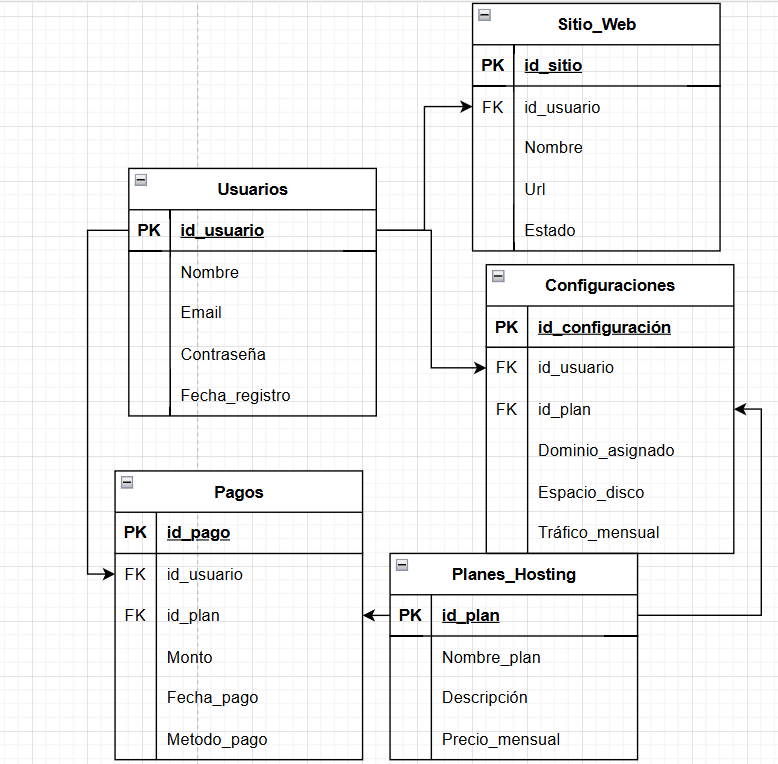 Sitio_Web
PK id_sitio
FK id_usuario
Nombre
Url
Estado
Usuarios
PK id_usuario
Nombre
Email
Contraseña
Fecha_registro
Configuraciones
PK id_configuración
FK id_usuario
FK id_plan
Dominio_asignado
Espacio_disco
Tráfico_mensual
Pagos
PK id_pago
FK id_usuario
FK id_plan
Monto
Fecha_pago
Metodo_pago
Planes_Hosting
PK id_plan
Nombre_plan
Descripción
Precio_mensual